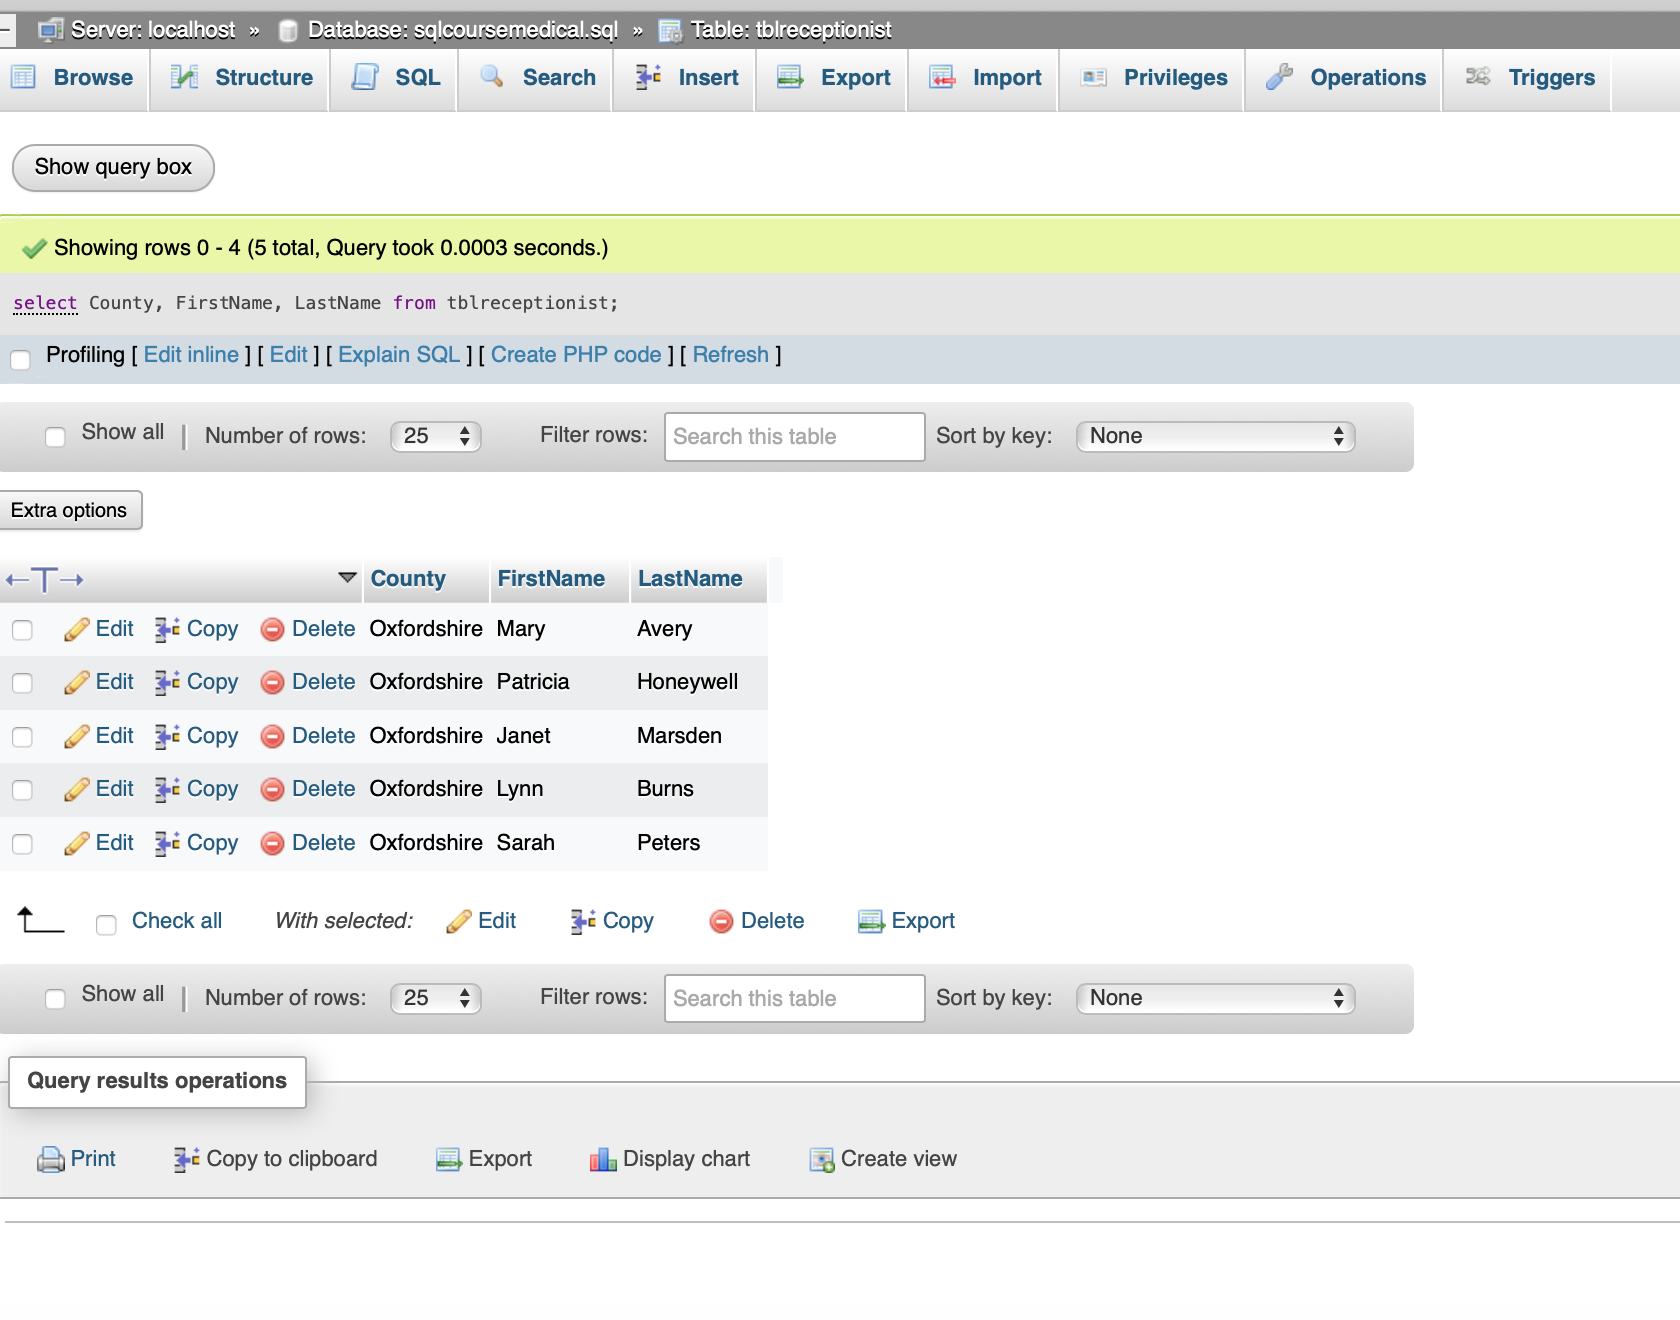 Server: localhost » Database: sqlcoursemedical.sql » Table: tblreceptionist
Browse Structure SQL Search Insert Export Import Privileges Operations Triggers
Show query box
Showing rows 0 - 4 (5 total, Query took 0.0003 seconds.)
select County, FirstName, LastName from tblreceptionist;
Profiling [ Edit inline ] [ Edit ] [ Explain SQL ] [ Create PHP code ] [ Refresh ]
Show all | Number of rows: 25 Filter rows: Search this table Sort by key: None
Extra options
←T→ County FirstName LastName
Edit Copy Delete Oxfordshire Mary Avery
Edit Copy Delete Oxfordshire Patricia Honeywell
Edit Copy Delete Oxfordshire Janet Marsden
Edit Copy Delete Oxfordshire Lynn Burns
Edit Copy Delete Oxfordshire Sarah Peters
Check all With selected: Edit Copy Delete Export
Show all | Number of rows: 25 Filter rows: Search this table Sort by key: None
Query results operations
Print Copy to clipboard Export Display chart Create view